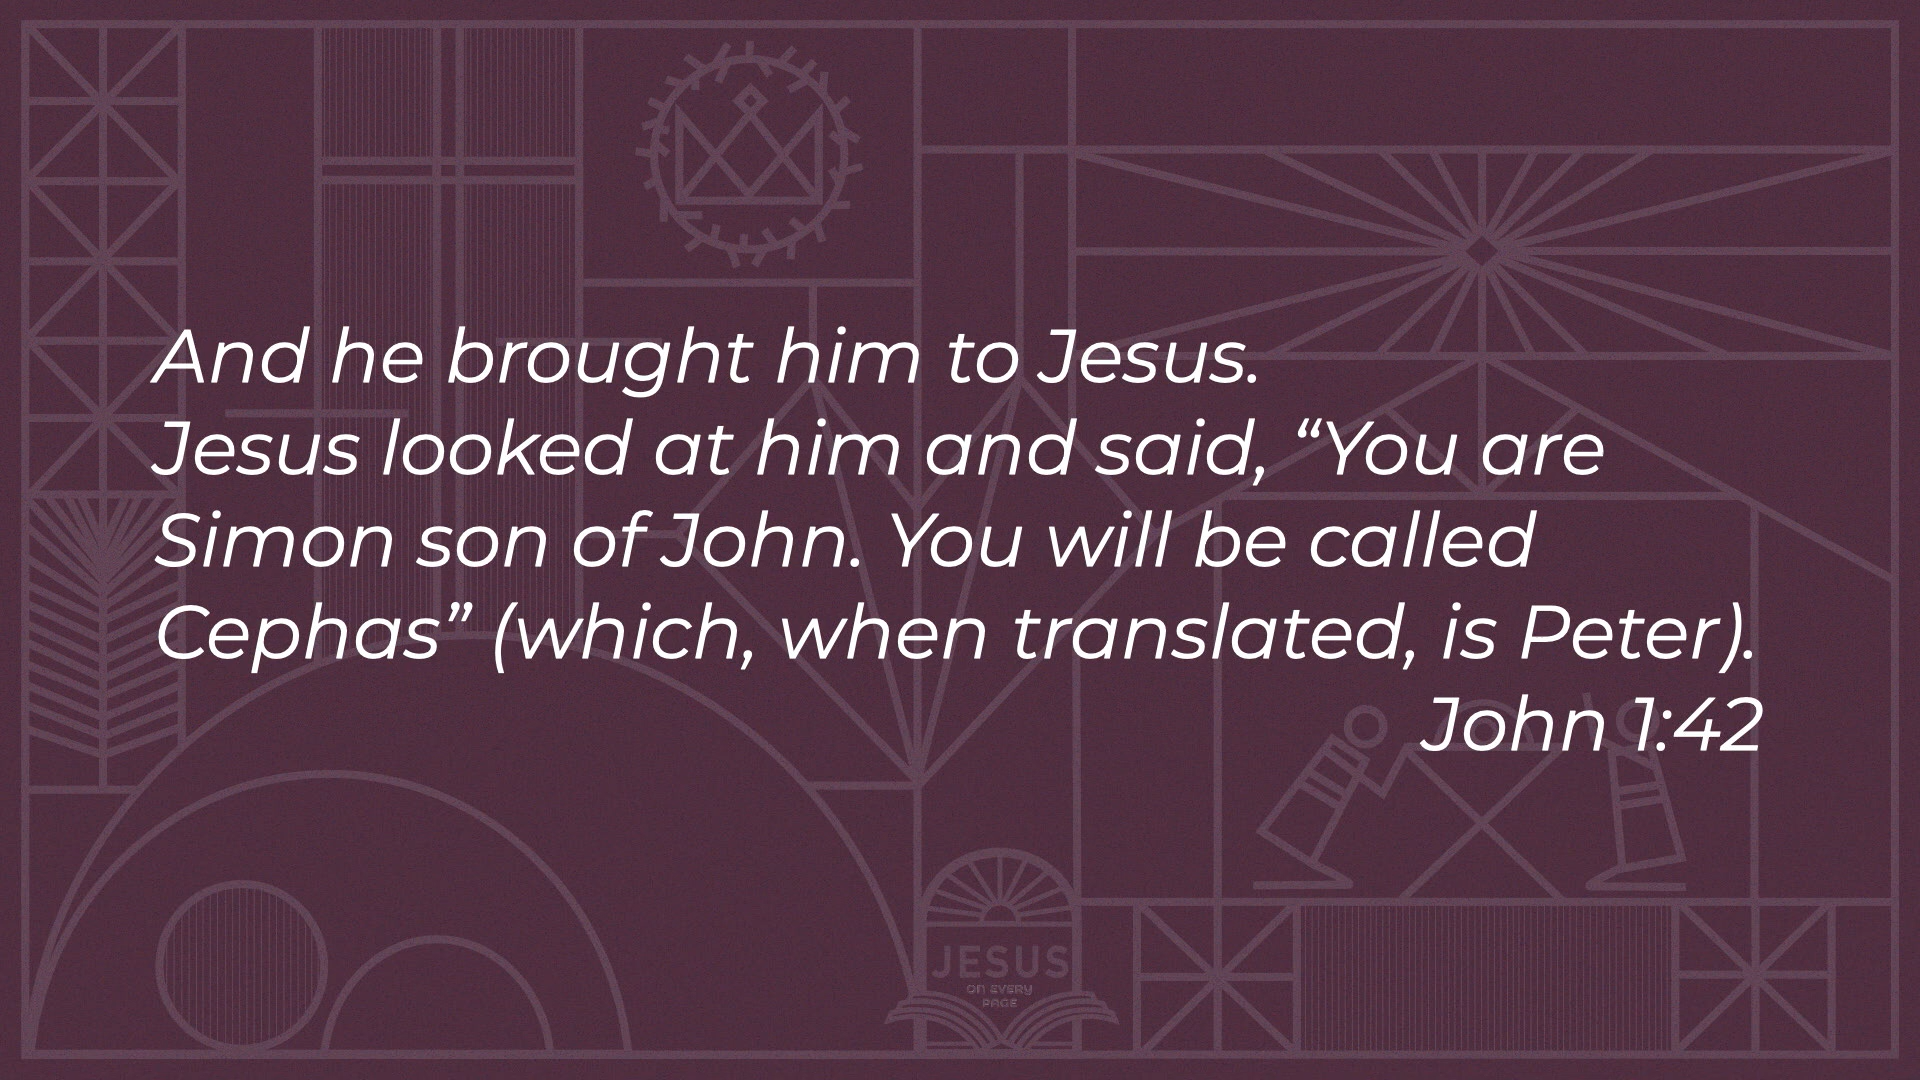 And he brought him to Jesus.
Jesus looked at him and said, “You are
Simon son of John. You will be called
Cephas” (which, when translated, is Peter).
John 1:42
JESUS
ON EVERY
PAGE